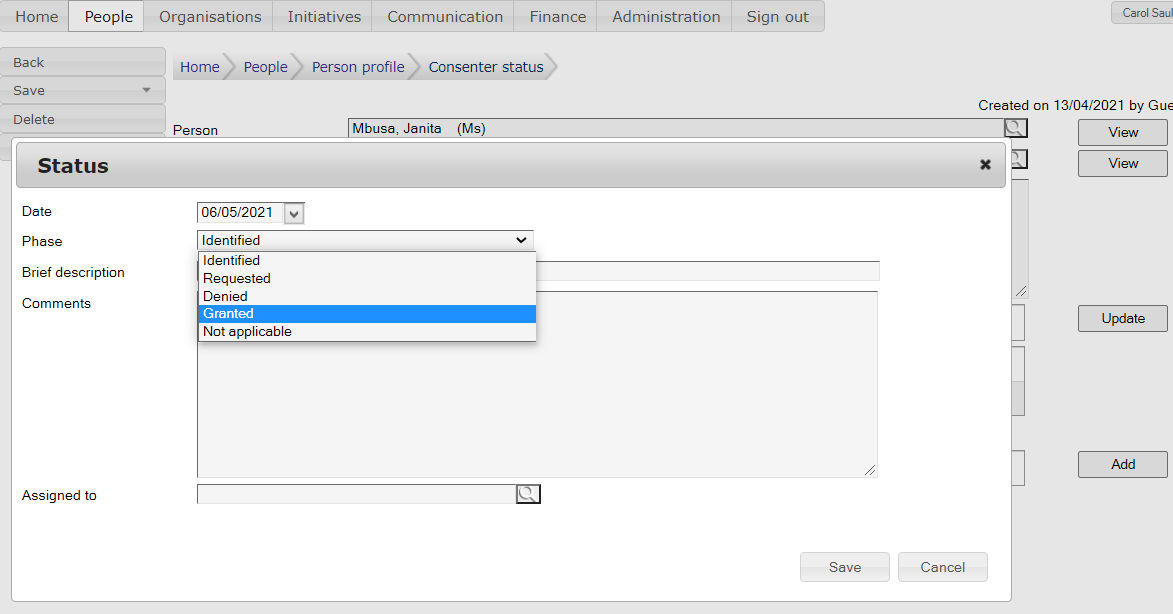 Home People Organisations Initiatives Communication Finance Administration Sign out
Back
Save
Delete
Home People Person profile Consenter status
Created on 13/04/2021 by
Person Mbusa, Janita (Ms)
View
View
Status
Date 06/05/2021
Phase Identified
Identified
Requested
Denied
Granted
Not applicable
Brief description
Comments
Update
Add
Assigned to
Save Cancel
Carol